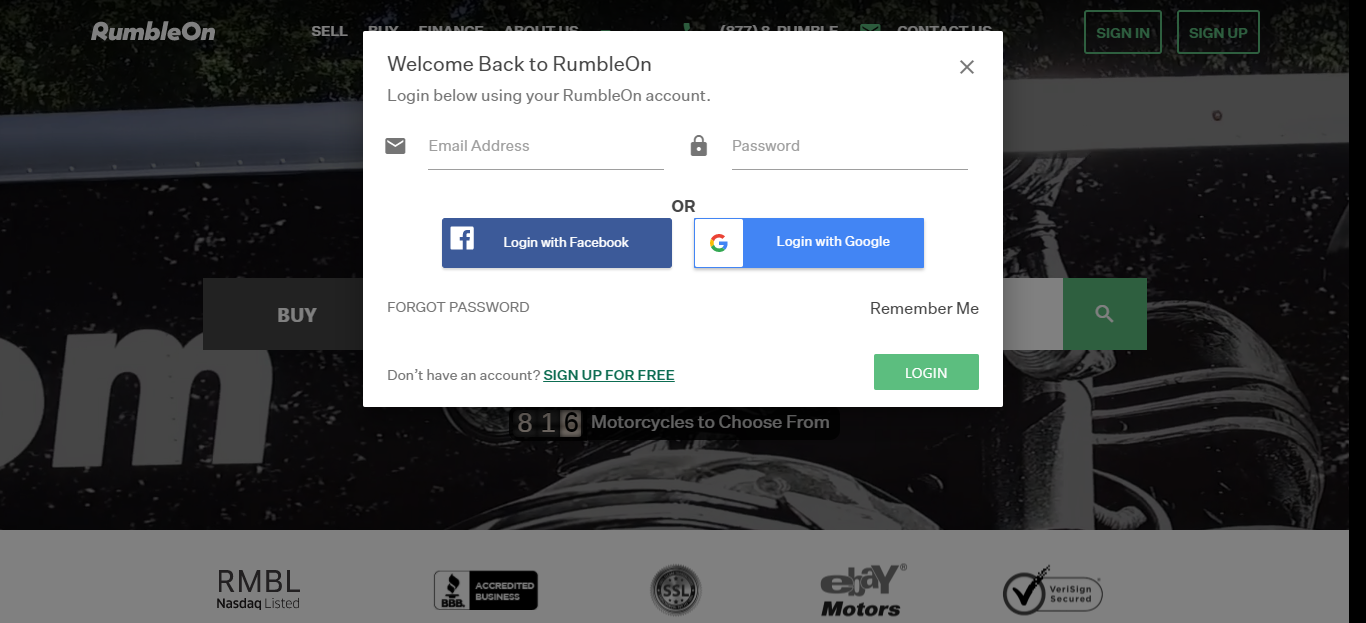 RumbleOn
SELL BUY FINANCE ABOUT US (877) 8-RUMBLE CONTACT US SIGN IN SIGN UP
Welcome Back to RumbleOn
Login below using your RumbleOn account.
Email Address Password
OR
Login with Facebook Login with Google
BUY
FORGOT PASSWORD Remember Me
om
Don't have an account? SIGN UP FOR FREE LOGIN
816 Motorcycles to Choose From
RMBL
Nasdaq Listed
BBB.
ACCREDITED
BUSINESS
SSL
ebaY®
Motors
VeriSign
Secured